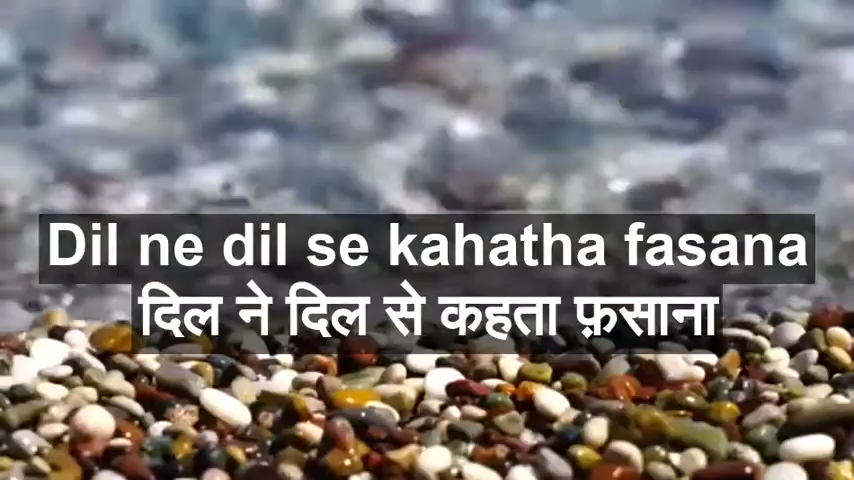 Dil ne dil se kahatha fasana
दिल ने दिल से कहता फ़साना